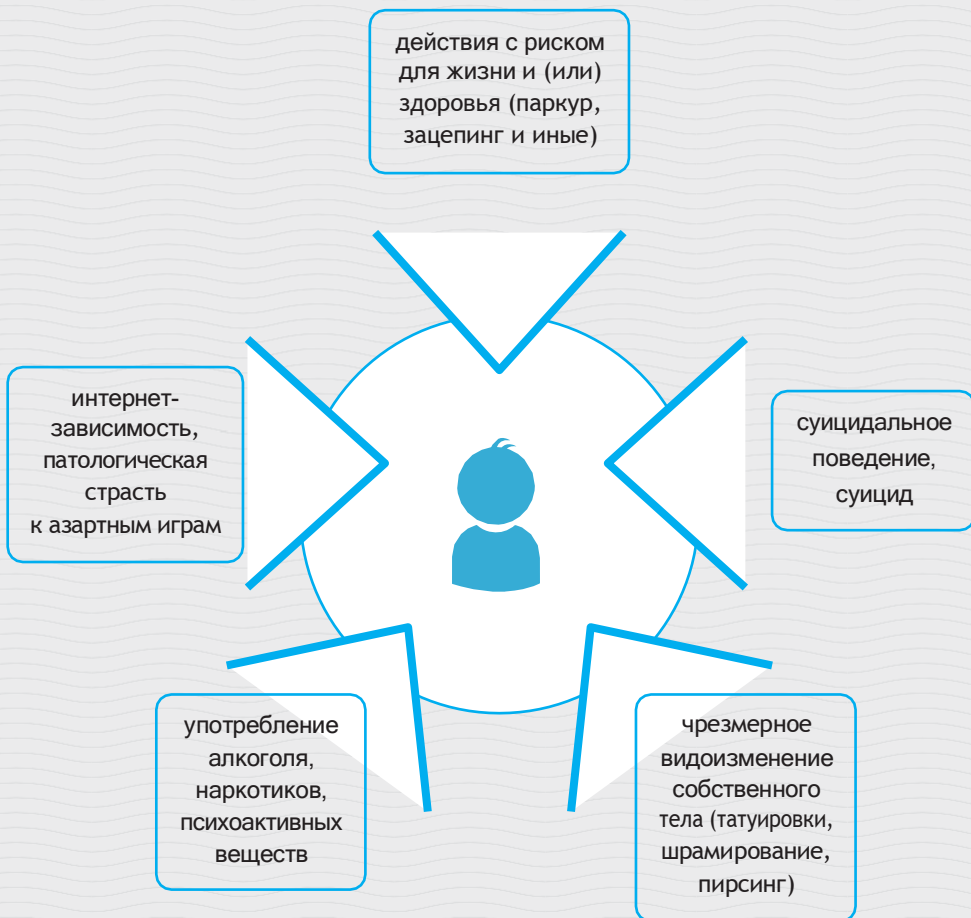 действия с риском
для жизни и (или)
здоровья (паркур,
зацепинг и иные)
интернет-
зависимость,
патологическая
страсть
к азартным играм
суицидальное
поведение,
суицид
употребление
алкоголя,
наркотиков,
психоактивных
веществ
чрезмерное
видоизменение
собственного
тела (татуировки,
шрамирование,
пирсинг)